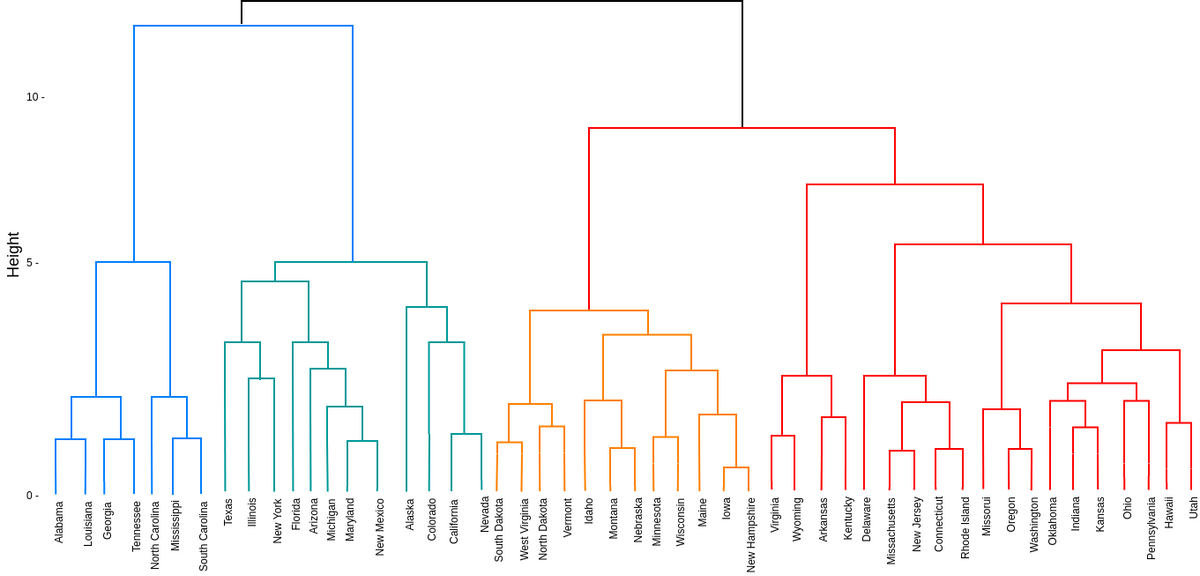 10 -
5 -
0 -
Height
Alabama
Louisiana
Georgia
Tennessee
North Carolina
Mississippi
South Carolina
Texas
Illinois
New York
Florida
Arizona
Michigan
Maryland
New Mexico
Alaska
Colorado
California
Nevada
South Dakota
West Virginia
North Dakota
Vermont
Idaho
Montana
Nebraska
Minnesota
Wisconsin
Maine
Iowa
New Hampshire
Virginia
Wyoming
Arkansas
Kentucky
Delaware
Missachusetts
New Jersey
Connecticut
Rhode Island
Missorui
Oregon
Washington
Oklahoma
Indiana
Kansas
Ohio
Pennsylvania
Hawaii
Utah